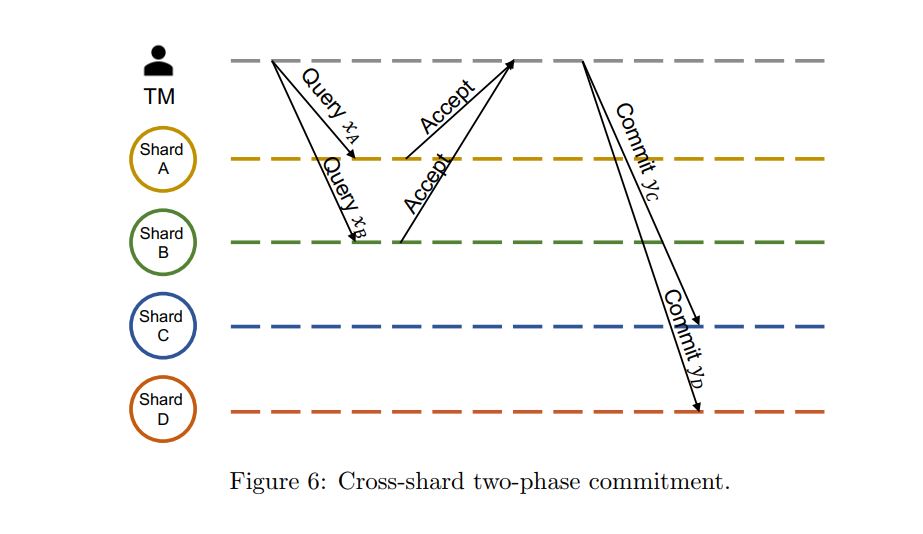 TM
Shard
A
Shard
B
Shard
C
Shard
D
Query x_A
Query x_B
Accept
Accept
Commit y_C
Commit y_D
Figure 6: Cross-shard two-phase commitment.